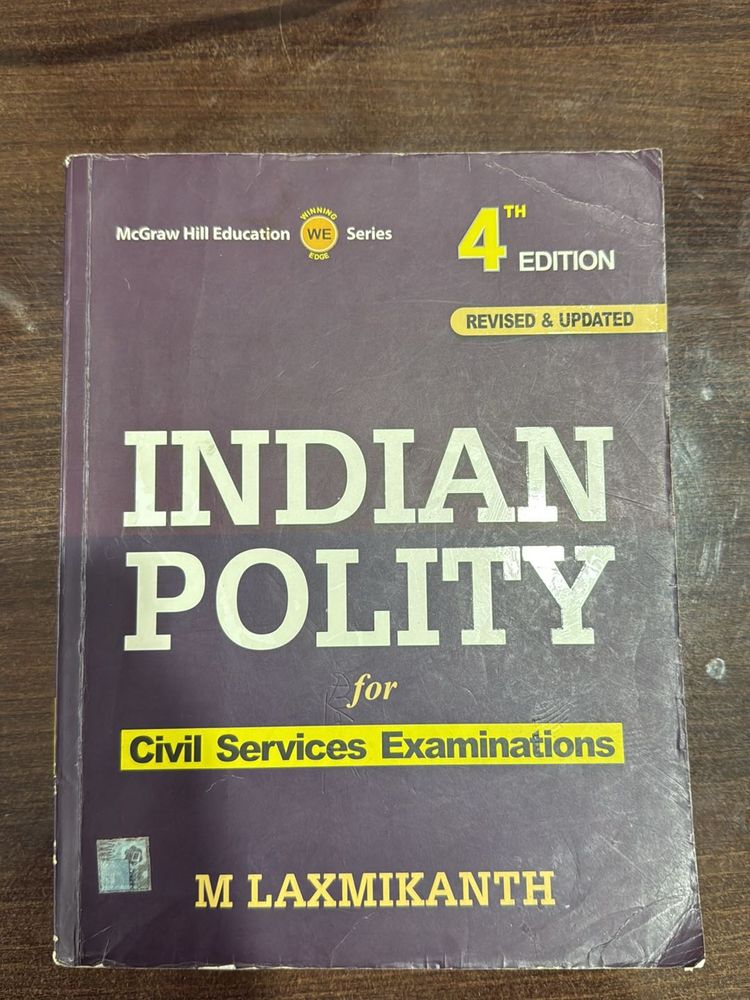 McGraw Hill Education WINNING WE EDGE Series
4TH EDITION
REVISED & UPDATED
INDIAN
POLITY
for
Civil Services Examinations
M LAXMIKANTH